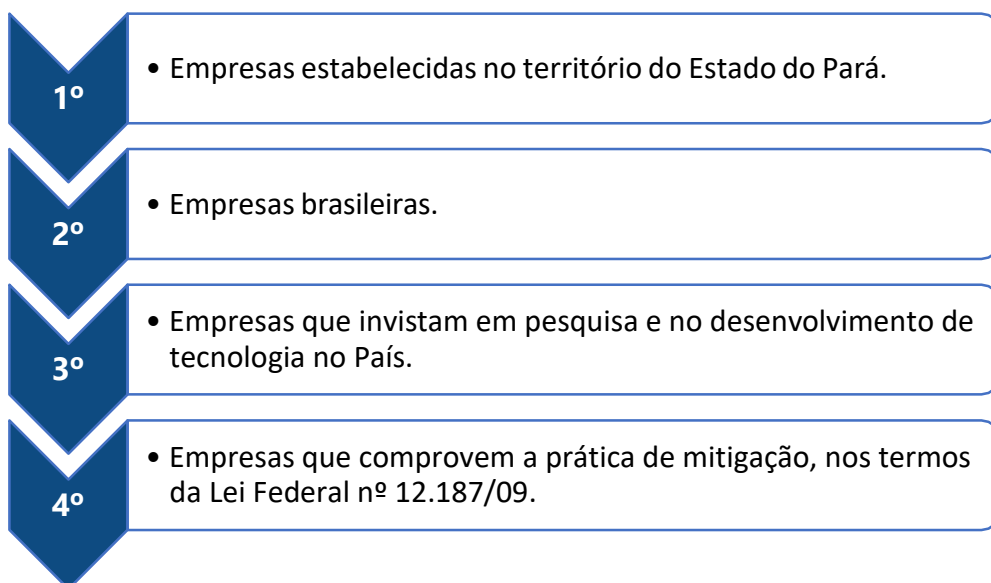 1º
• Empresas estabelecidas no território do Estado do Pará.
2º
• Empresas brasileiras.
3º
• Empresas que invistam em pesquisa e no desenvolvimento de
tecnologia no País.
4º
• Empresas que comprovem a prática de mitigação, nos termos
da Lei Federal nº 12.187/09.